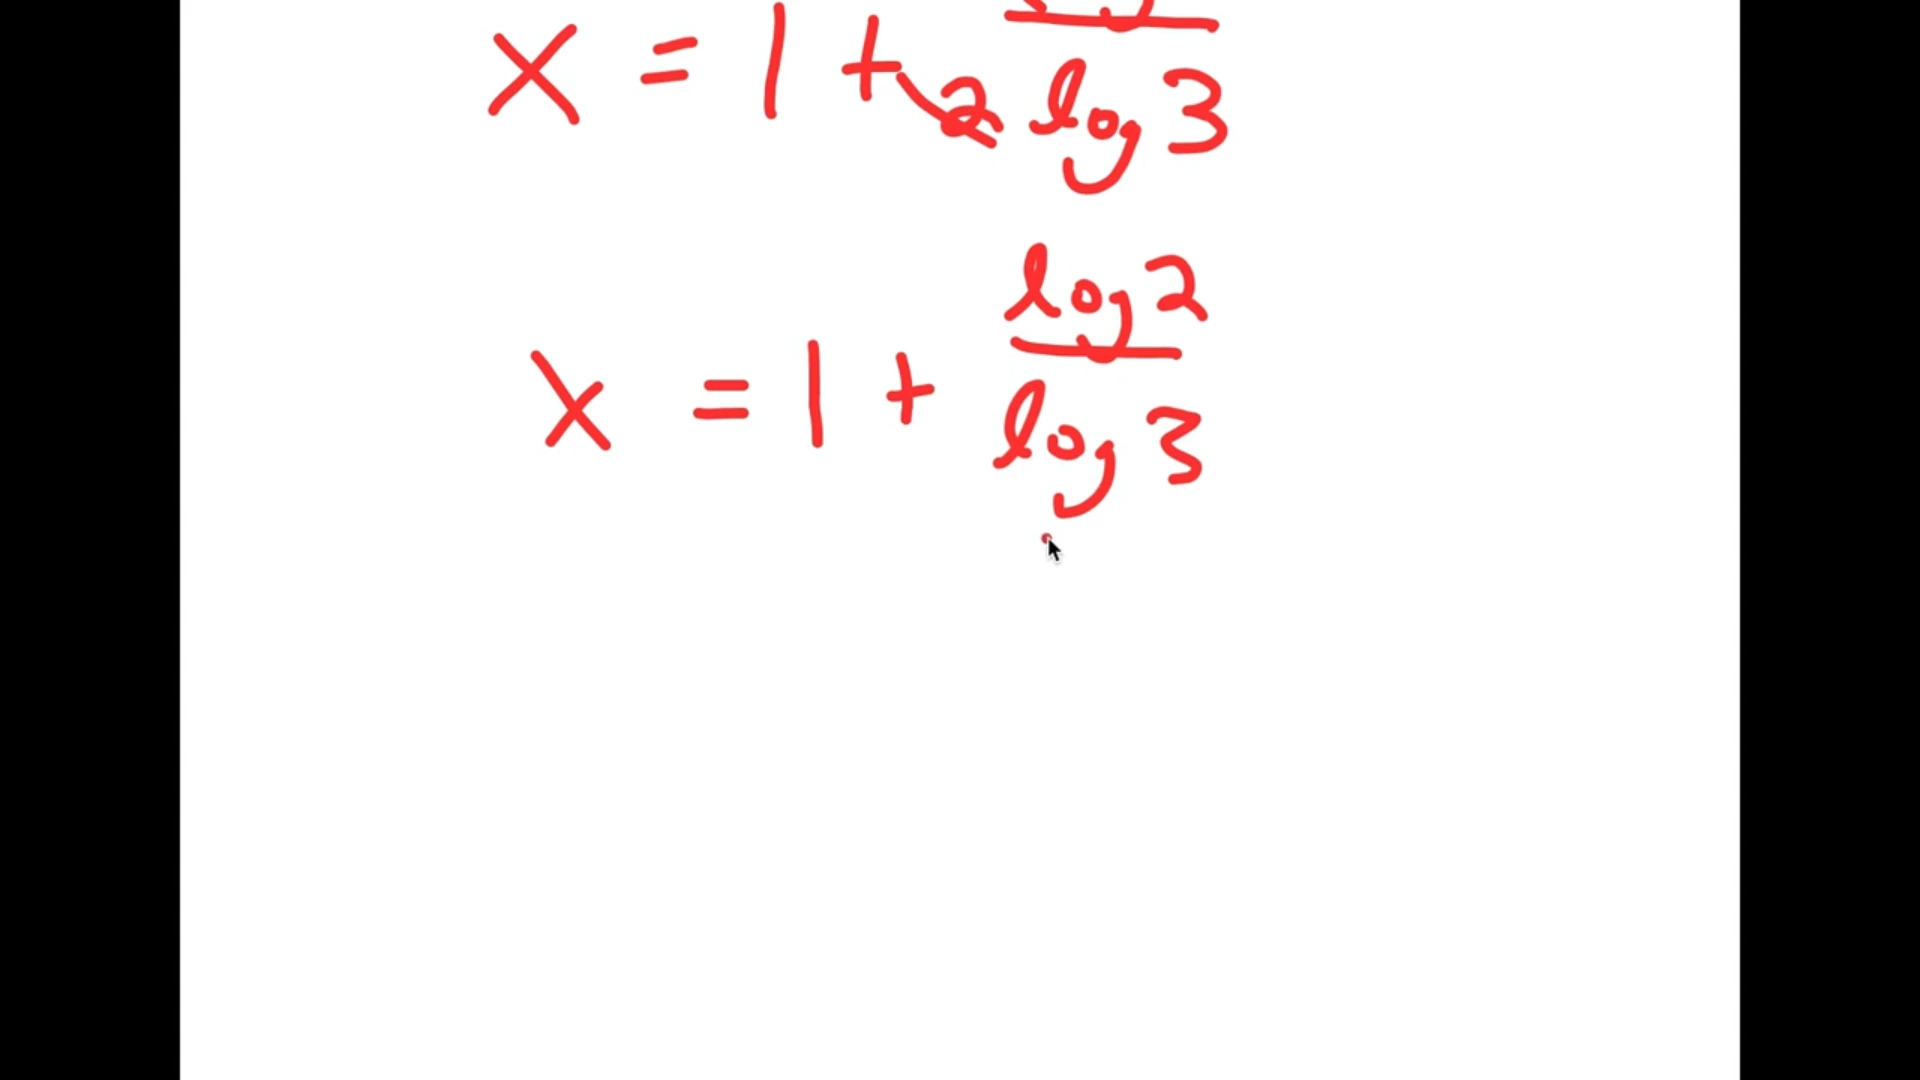 x = 1 + 2 log 3
log 2
x = 1 + log 3